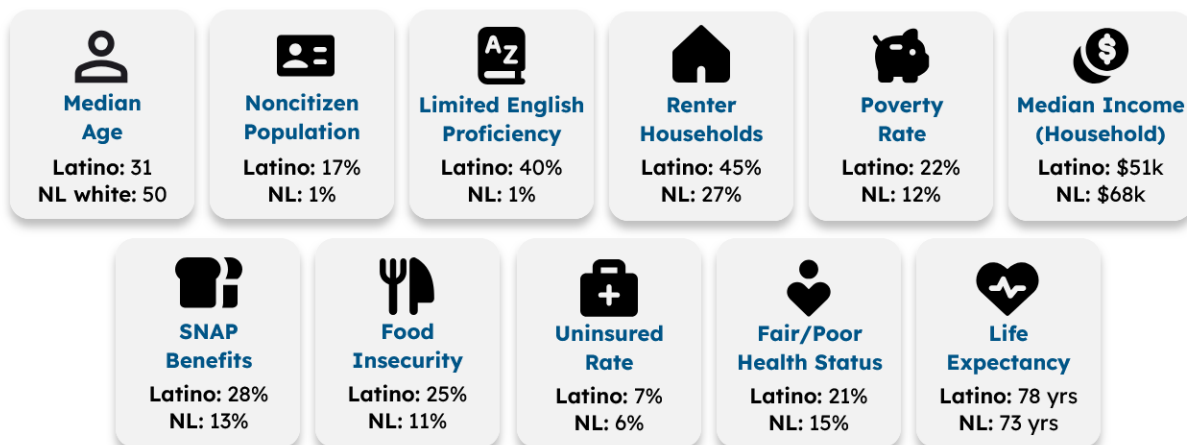 Median
Age
Latino: 31
NL white: 50
Noncitizen
Population
Latino: 17%
NL: 1%
A Z
Limited English
Proficiency
Latino: 40%
NL: 1%
Renter
Households
Latino: 45%
NL: 27%
Poverty
Rate
Latino: 22%
NL: 12%
$
Median Income
(Household)
Latino: $51k
NL: $68k
SNAP
Benefits
Latino: 28%
NL: 13%
Food
Insecurity
Latino: 25%
NL: 11%
Uninsured
Rate
Latino: 7%
NL: 6%
Fair/Poor
Health Status
Latino: 21%
NL: 15%
Life
Expectancy
Latino: 78 yrs
NL: 73 yrs